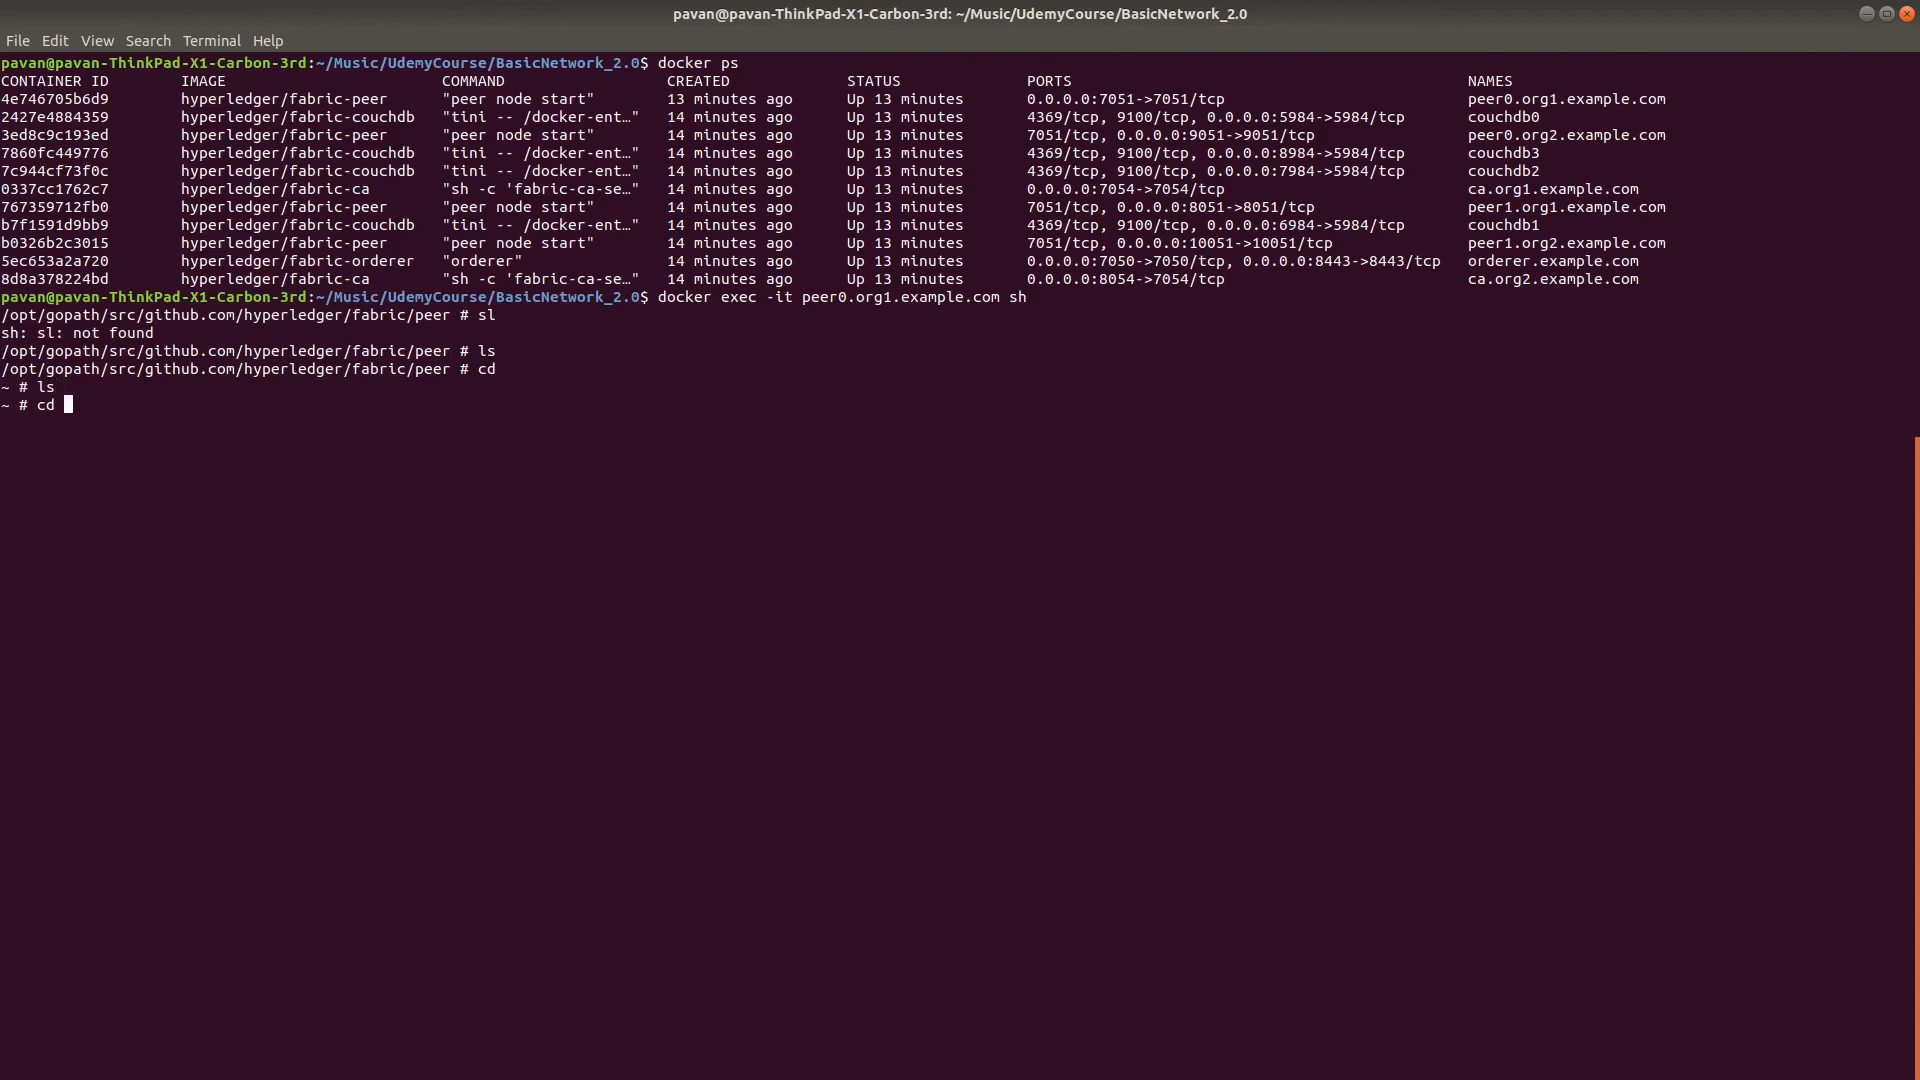 pavan@pavan-ThinkPad-X1-Carbon-3rd: ~/Music/UdemyCourse/BasicNetwork_2.0
File Edit View Search Terminal Help
pavan@pavan-ThinkPad-X1-Carbon-3rd:~/Music/UdemyCourse/BasicNetwork_2.0$ docker ps
CONTAINER ID IMAGE COMMAND CREATED STATUS PORTS NAMES
4e746705b6d9 hyperledger/fabric-peer "peer node start" 13 minutes ago Up 13 minutes 0.0.0.0:7051->7051/tcp peer0.org1.example.com
2427e4884359 hyperledger/fabric-couchdb "tini -- /docker-ent…" 14 minutes ago Up 13 minutes 4369/tcp, 9100/tcp, 0.0.0.0:5984->5984/tcp couchdb0
3ed8c9c193ed hyperledger/fabric-peer "peer node start" 14 minutes ago Up 13 minutes 7051/tcp, 0.0.0.0:9051->9051/tcp peer0.org2.example.com
7860fc449776 hyperledger/fabric-couchdb "tini -- /docker-ent…" 14 minutes ago Up 13 minutes 4369/tcp, 9100/tcp, 0.0.0.0:8984->5984/tcp couchdb3
7c944cf73f0c hyperledger/fabric-couchdb "tini -- /docker-ent…" 14 minutes ago Up 13 minutes 4369/tcp, 9100/tcp, 0.0.0.0:7984->5984/tcp couchdb2
0337cc1762c7 hyperledger/fabric-ca "sh -c 'fabric-ca-se…" 14 minutes ago Up 13 minutes 0.0.0.0:7054->7054/tcp ca.org1.example.com
767359712fb0 hyperledger/fabric-peer "peer node start" 14 minutes ago Up 13 minutes 7051/tcp, 0.0.0.0:8051->8051/tcp peer1.org1.example.com
b7f1591d9bb9 hyperledger/fabric-couchdb "tini -- /docker-ent…" 14 minutes ago Up 13 minutes 4369/tcp, 9100/tcp, 0.0.0.0:6984->5984/tcp couchdb1
b0326b2c3015 hyperledger/fabric-peer "peer node start" 14 minutes ago Up 13 minutes 7051/tcp, 0.0.0.0:10051->10051/tcp peer1.org2.example.com
5ec653a2a720 hyperledger/fabric-orderer "orderer" 14 minutes ago Up 13 minutes 0.0.0.0:7050->7050/tcp, 0.0.0.0:8443->8443/tcp orderer.example.com
8d8a378224bd hyperledger/fabric-ca "sh -c 'fabric-ca-se…" 14 minutes ago Up 13 minutes 0.0.0.0:8054->7054/tcp ca.org2.example.com
pavan@pavan-ThinkPad-X1-Carbon-3rd:~/Music/UdemyCourse/BasicNetwork_2.0$ docker exec -it peer0.org1.example.com sh
/opt/gopath/src/github.com/hyperledger/fabric/peer # sl
sh: sl: not found
/opt/gopath/src/github.com/hyperledger/fabric/peer # ls
/opt/gopath/src/github.com/hyperledger/fabric/peer # cd
~ # ls
~ # cd